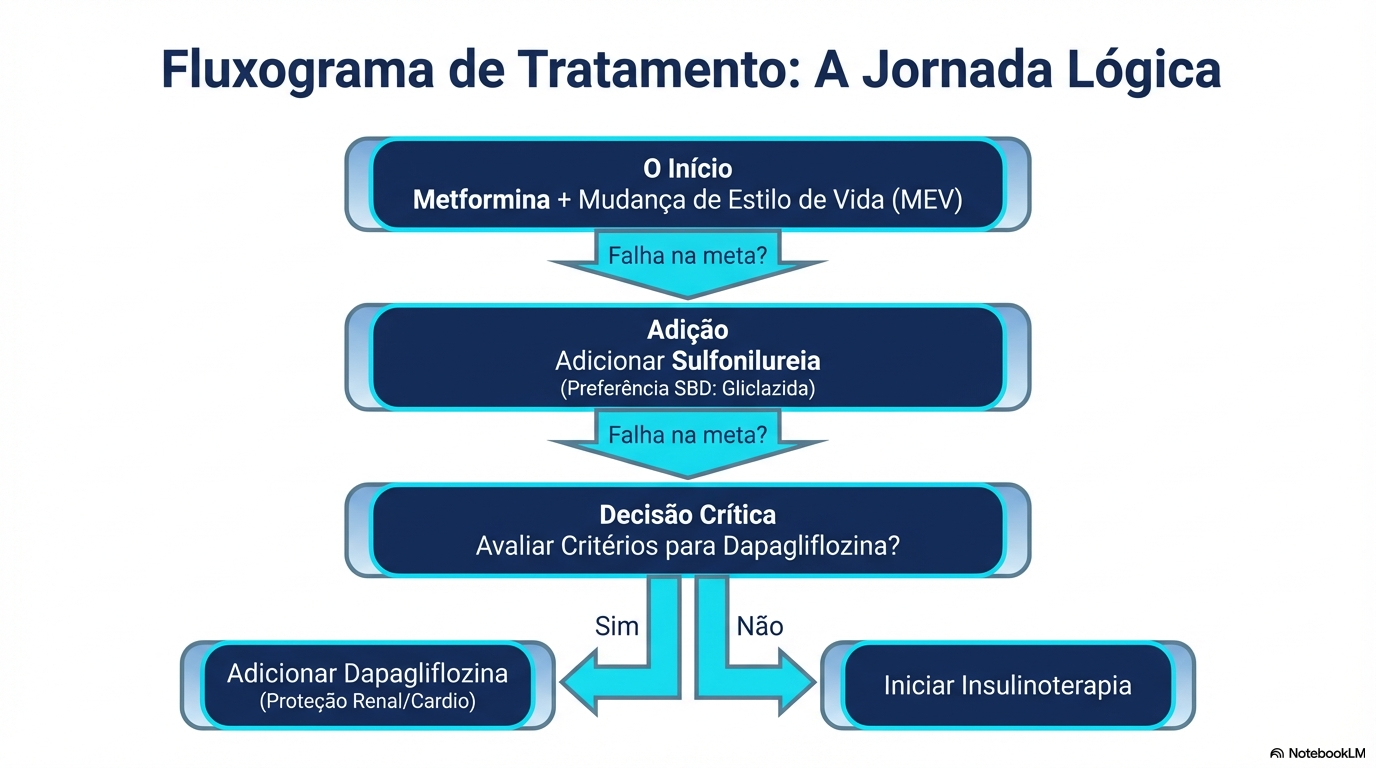 Fluxograma de Tratamento: A Jornada Lógica
O Início
Metformina + Mudança de Estilo de Vida (MEV)
Falha na meta?
Adição
Adicionar Sulfonilureia
(Preferência SBD: Gliclazida)
Falha na meta?
Decisão Crítica
Avaliar Critérios para Dapagliflozina?
Sim
Não
Adicionar Dapagliflozina
(Proteção Renal/Cardio)
Iniciar Insulinoterapia
NotebookLM